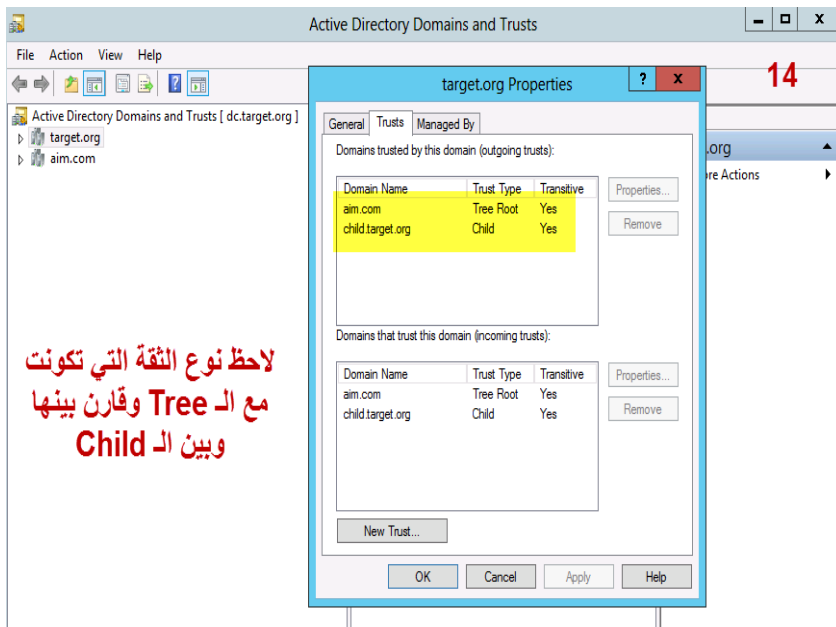 Active Directory Domains and Trusts
File Action View Help
14
Active Directory Domains and Trusts [ dc.target.org ]
target.org
aim.com
target.org Properties
? x
General Trusts Managed By
Domains trusted by this domain (outgoing trusts):
Domain Name Trust Type Transitive
aim.com Tree Root Yes
child.target.org Child Yes
Properties...
Remove
Domains that trust this domain (incoming trusts):
Domain Name Trust Type Transitive
aim.com Tree Root Yes
child.target.org Child Yes
Properties...
Remove
New Trust...
OK Cancel Apply Help
.org
re Actions
لاحظ نوع الثقة التي تكونت
مع الـ Tree وقارن بينها
وبين الـ Child